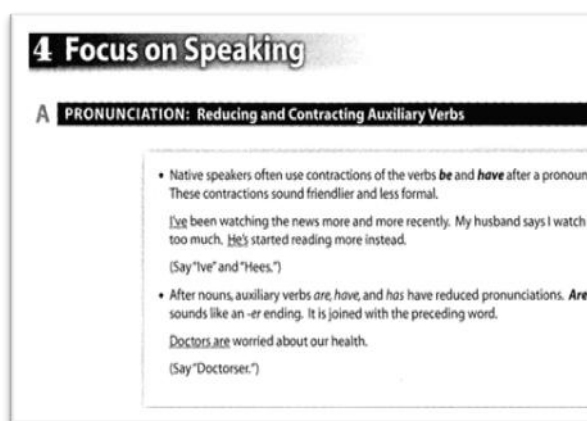 4 Focus on Speaking
A PRONUNCIATION: Reducing and Contracting Auxiliary Verbs
• Native speakers often use contractions of the verbs be and have after a pronoun
These contractions sound friendlier and less formal.
I've been watching the news more and more recently. My husband says I watch
too much. He's started reading more instead.
(Say "Ive" and "Hees.")
• After nouns, auxiliary verbs are, have, and has have reduced pronunciations. Are
sounds like an -er ending. It is joined with the preceding word.
Doctors are worried about our health.
(Say "Doctorser.")